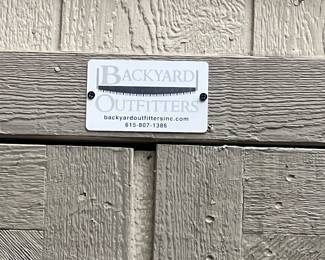 BACKYARD
OUTFITTERS
backyardoutfittersinc.com
615-807-1386